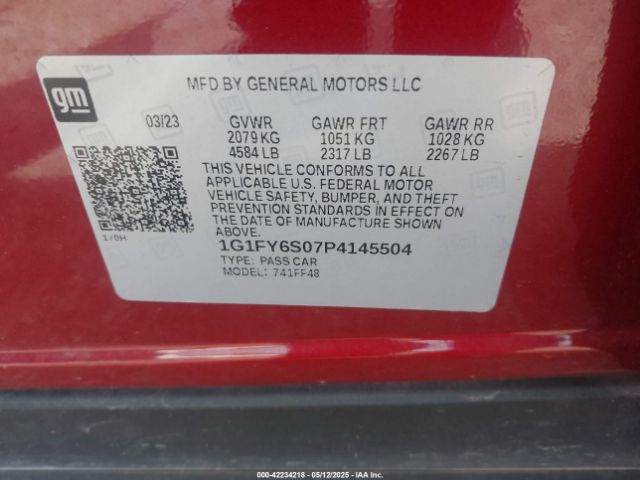 gm
MFD BY GENERAL MOTORS LLC
03/23 GVWR GAWR FRT GAWR RR
2079 KG 1051 KG 1028 KG
4584 LB 2317 LB 2267 LB
THIS VEHICLE CONFORMS TO ALL
APPLICABLE U.S. FEDERAL MOTOR
VEHICLE SAFETY, BUMPER, AND THEFT
PREVENTION STANDARDS IN EFFECT ON
THE DATE OF MANUFACTURE SHOWN
ABOVE.
1G1FY6S07P4145504
TYPE: PASS CAR
MODEL: 741FF48
000-42234218 - 05/12/2025 - IAA Inc.